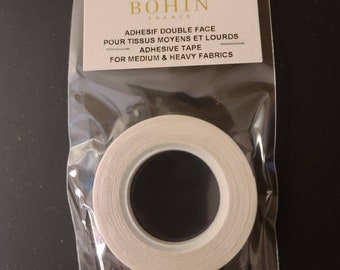 BOHIN
FRANCE
ADHESIF DOUBLE FACE
POUR TISSUS MOYENS ET LOURDS
ADHESIVE TAPE
FOR MEDIUM & HEAVY FABRICS